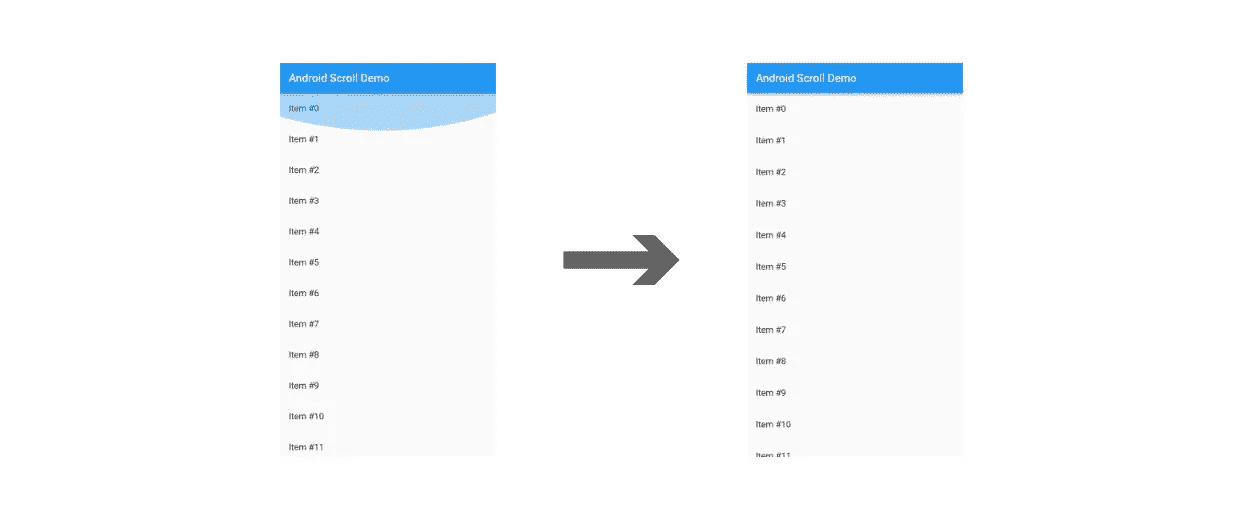 Android Scroll Demo
Item #0
Item #1
Item #2
Item #3
Item #4
Item #5
Item #6
Item #7
Item #8
Item #9
Item #10
Item #11
Android Scroll Demo
Item #0
Item #1
Item #2
Item #3
Item #4
Item #5
Item #6
Item #7
Item #8
Item #9
Item #10
Item #11